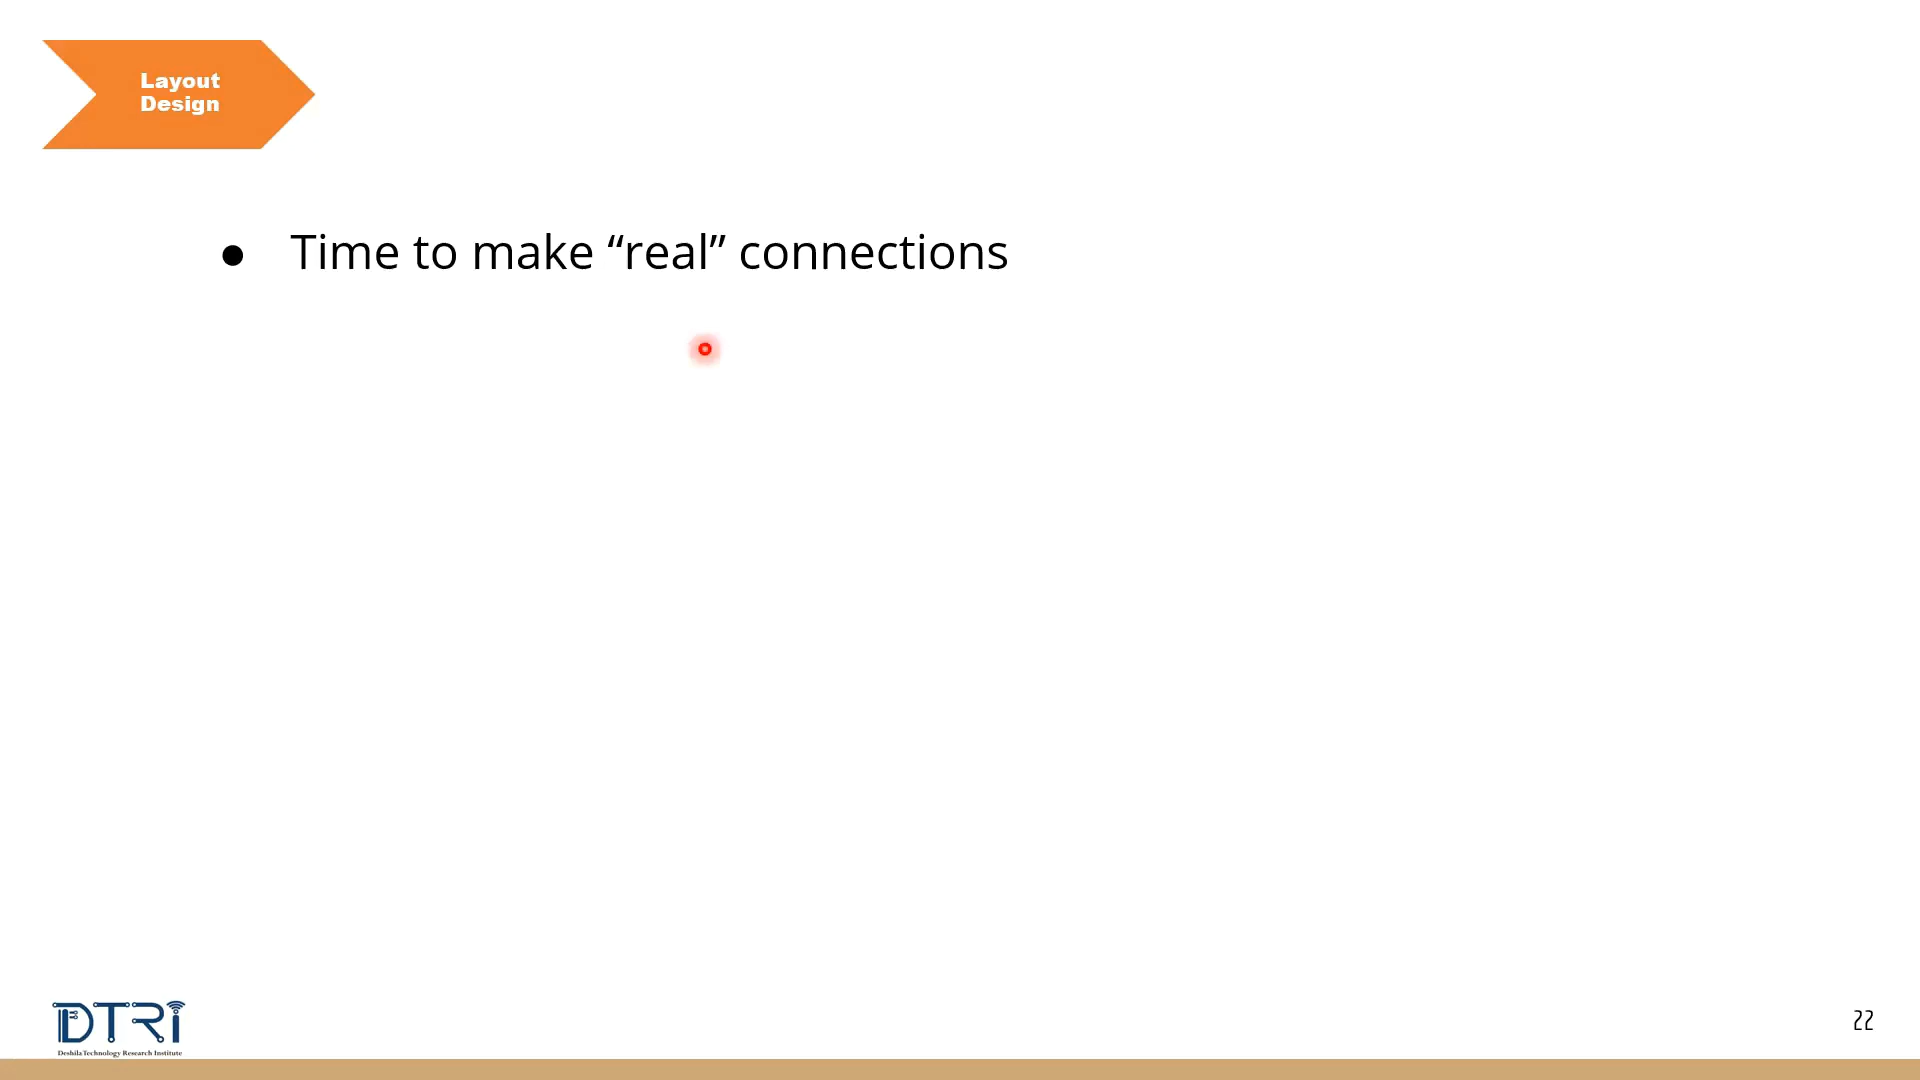 Layout
Design
● Time to make “real” connections
DTRi
Deshila Technology Research Institute
22